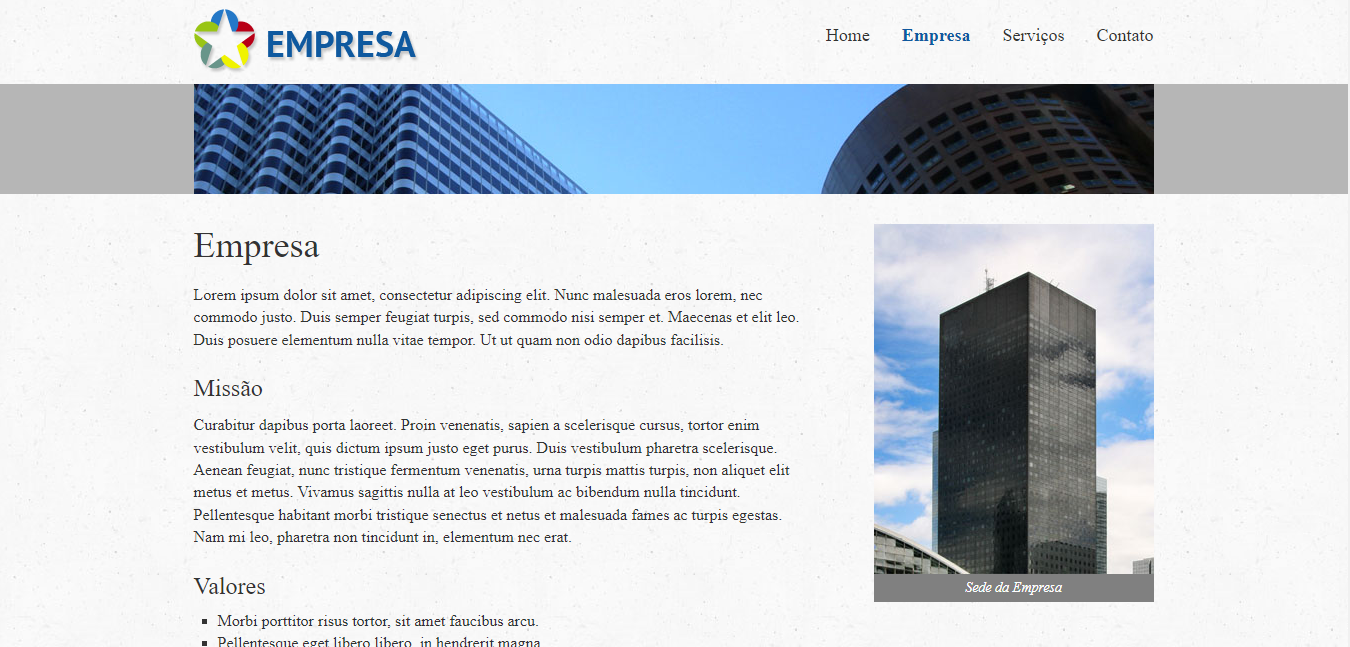 EMPRESA
Home Empresa Serviços Contato
Empresa
Lorem ipsum dolor sit amet, consectetur adipiscing elit. Nunc malesuada eros lorem, nec
commodo justo. Duis semper feugiat turpis, sed commodo nisi semper et. Maecenas et elit leo.
Duis posuere elementum nulla vitae tempor. Ut ut quam non odio dapibus facilisis.
Missão
Curabitur dapibus porta laoreet. Proin venenatis, sapien a scelerisque cursus, tortor enim
vestibulum velit, quis dictum ipsum justo eget purus. Duis vestibulum pharetra scelerisque.
Aenean feugiat, nunc tristique fermentum venenatis, urna turpis mattis turpis, non aliquet elit
metus et metus. Vivamus sagittis nulla at leo vestibulum ac bibendum nulla tincidunt.
Pellentesque habitant morbi tristique senectus et netus et malesuada fames ac turpis egestas.
Nam mi leo, pharetra non tincidunt in, elementum nec erat.
Valores
Morbi porttitor risus tortor, sit amet faucibus arcu.
Pellentesque eget libero libero, in hendrerit magna
Sede da Empresa